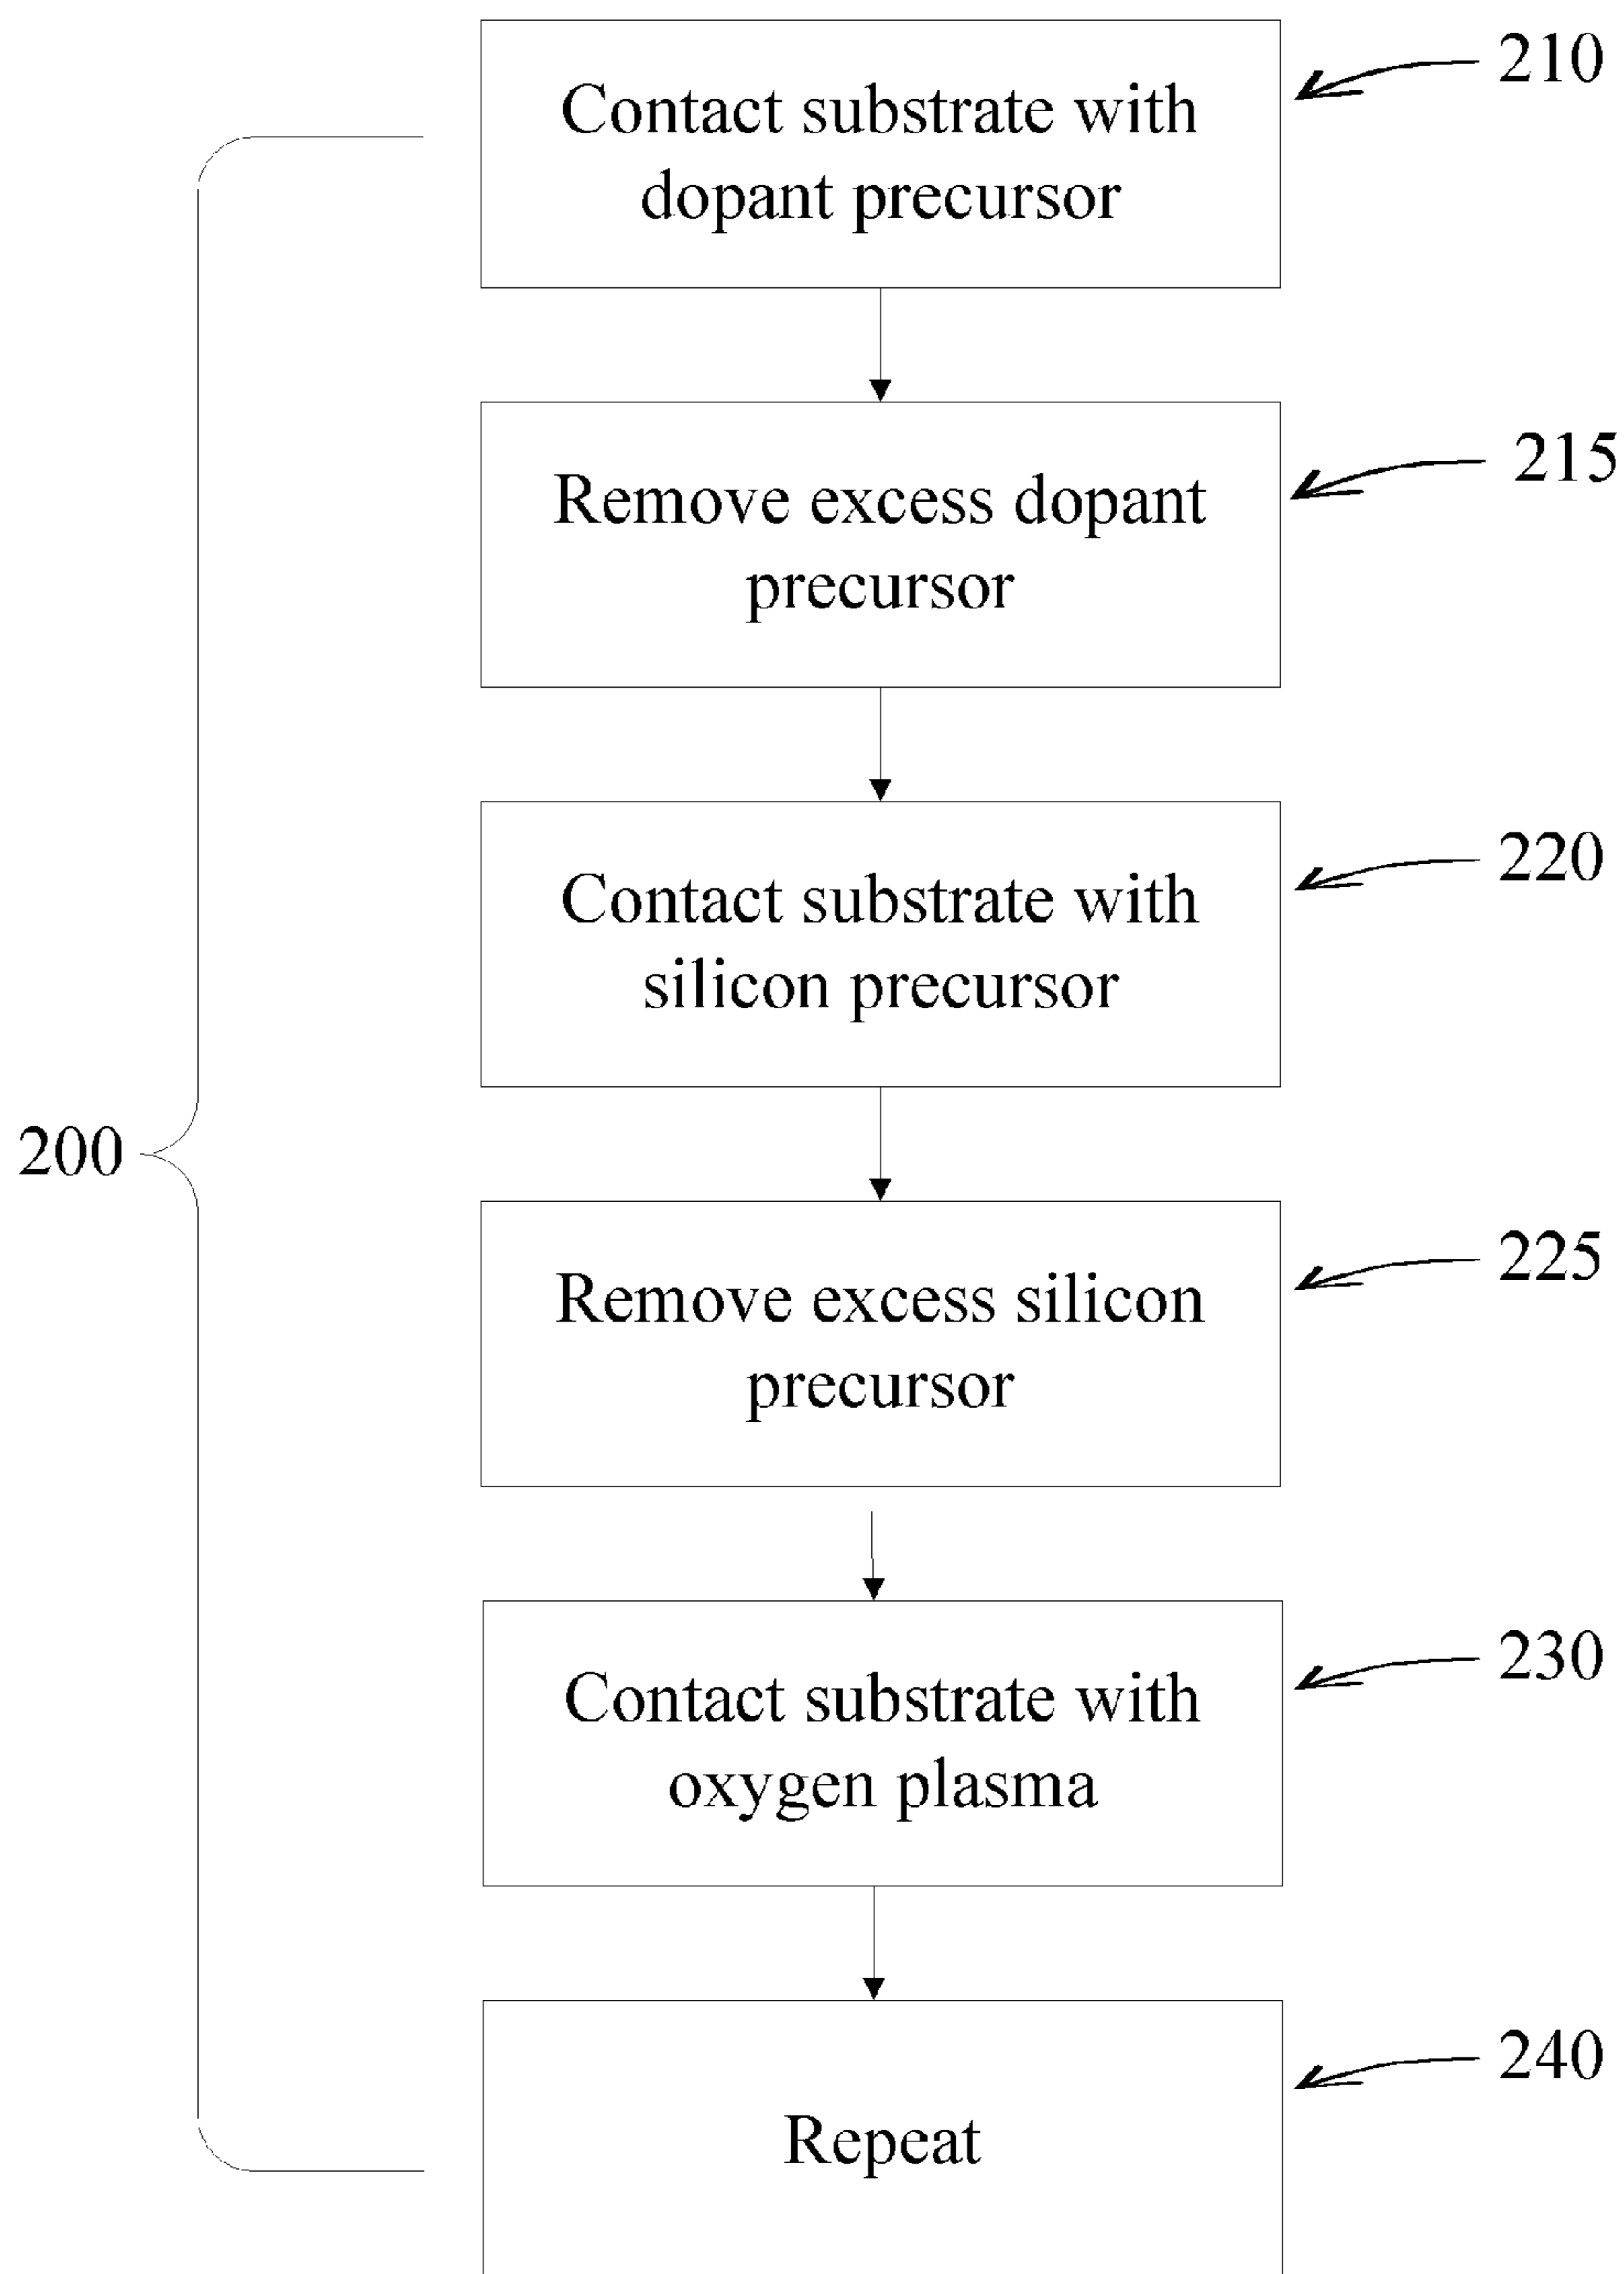 Contact substrate with
dopant precursor
210
Remove excess dopant
precursor
215
Contact substrate with
silicon precursor
220
200
Remove excess silicon
precursor
225
Contact substrate with
oxygen plasma
230
Repeat
240